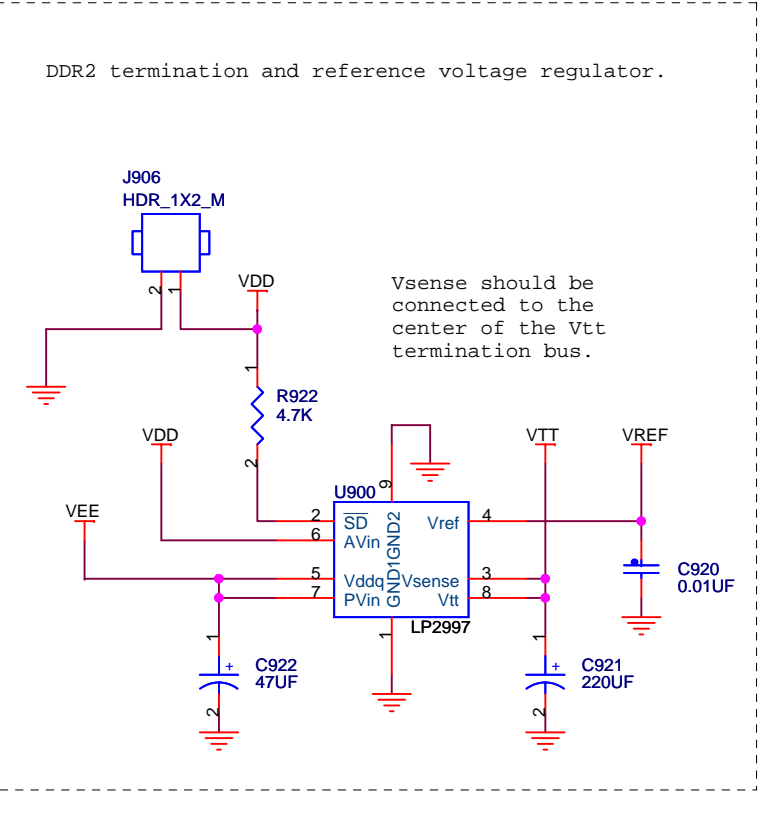 DDR2 termination and reference voltage regulator.
J906
HDR_1X2_M
2
1
VDD
Vsense should be
connected to the
center of the Vtt
termination bus.
1
R922
4.7K
2
VDD
VTT
VREF
VEE
9
U900
2
SD
GND2
Vref
4
6
AVin
5
Vddq
GND1
Vsense
3
7
PVin
Vtt
8
C920
0.01UF
1
LP2997
1
C922
47UF
2
1
C921
220UF
2